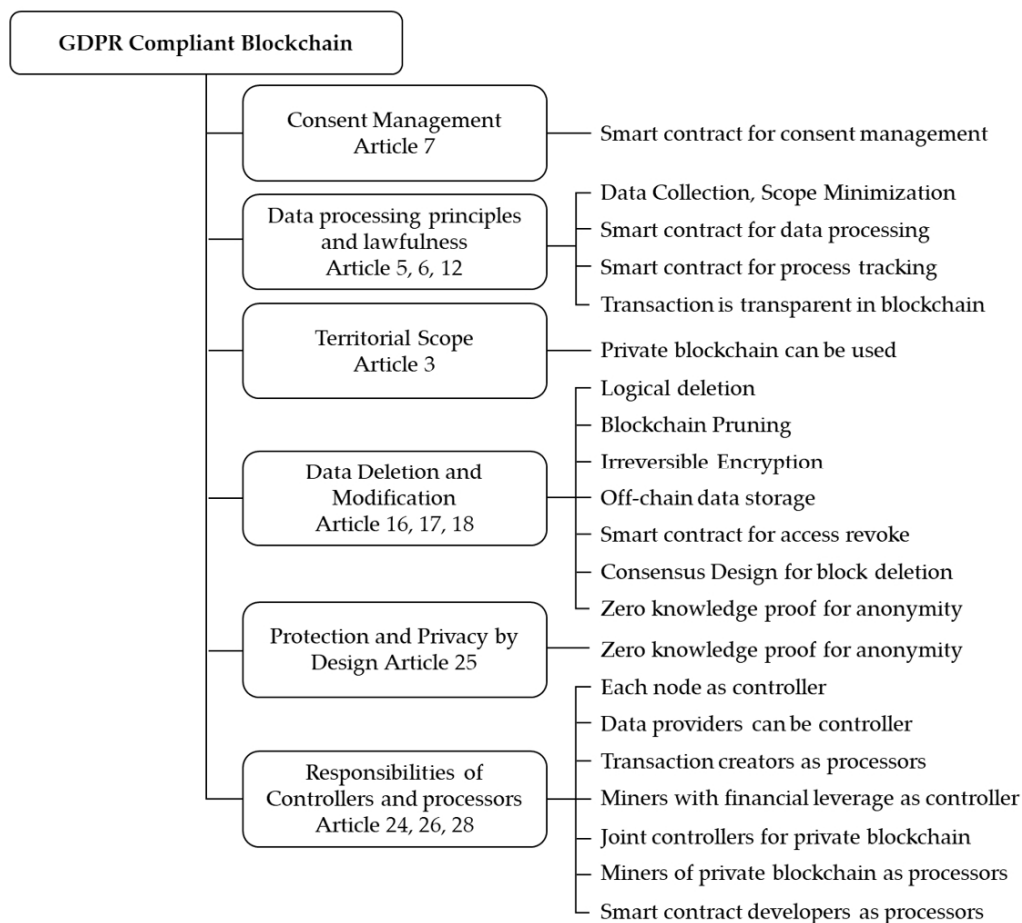 GDPR Compliant Blockchain
Consent Management
Article 7
Smart contract for consent management
Data processing principles
and lawfulness
Article 5, 6, 12
Data Collection, Scope Minimization
Smart contract for data processing
Smart contract for process tracking
Transaction is transparent in blockchain
Territorial Scope
Article 3
Private blockchain can be used
Data Deletion and
Modification
Article 16, 17, 18
Logical deletion
Blockchain Pruning
Irreversible Encryption
Off-chain data storage
Smart contract for access revoke
Consensus Design for block deletion
Zero knowledge proof for anonymity
Protection and Privacy by
Design Article 25
Zero knowledge proof for anonymity
Responsibilities of
Controllers and processors
Article 24, 26, 28
Each node as controller
Data providers can be controller
Transaction creators as processors
Miners with financial leverage as controller
Joint controllers for private blockchain
Miners of private blockchain as processors
Smart contract developers as processors